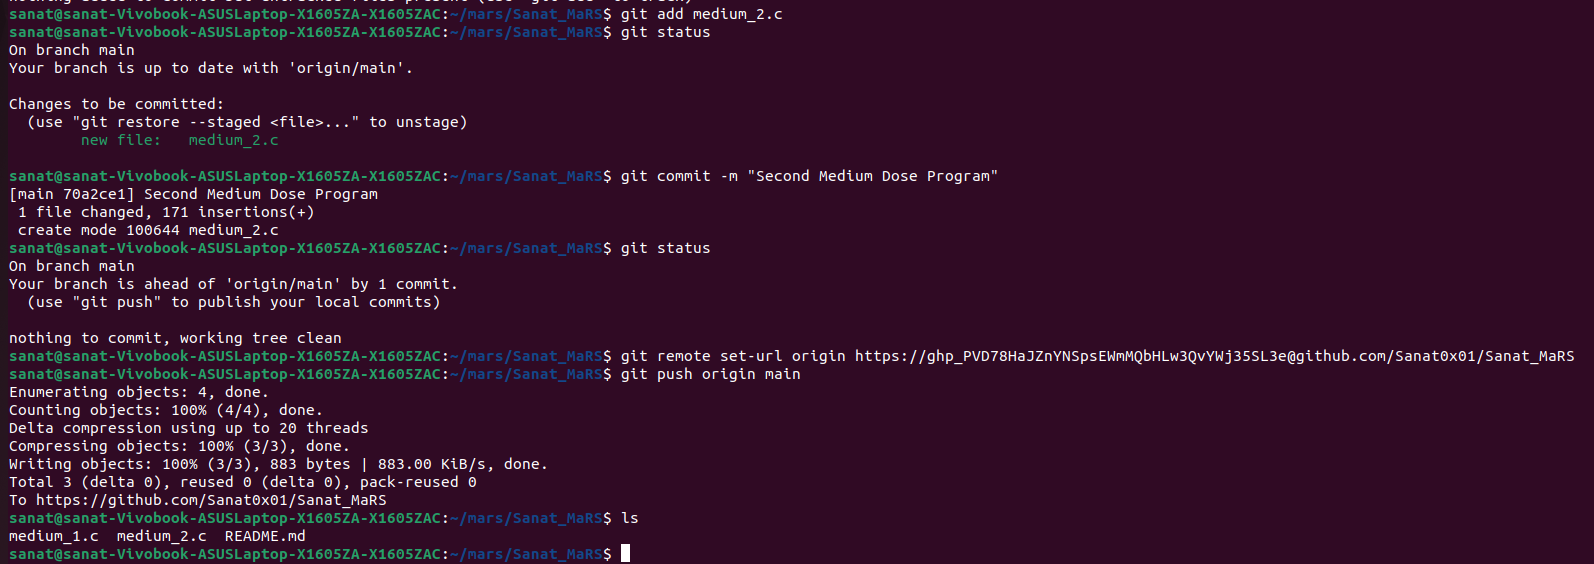 sanat@sanat-Vivobook-ASUSLaptop-X1605ZA-X1605ZAC:~/mars/Sanat_MaRS$ git add medium_2.c
sanat@sanat-Vivobook-ASUSLaptop-X1605ZA-X1605ZAC:~/mars/Sanat_MaRS$ git status
On branch main
Your branch is up to date with 'origin/main'.
Changes to be committed:
(use "git restore --staged <file>..." to unstage)
new file: medium_2.c
sanat@sanat-Vivobook-ASUSLaptop-X1605ZA-X1605ZAC:~/mars/Sanat_MaRS$ git commit -m "Second Medium Dose Program"
[main 70a2ce1] Second Medium Dose Program
1 file changed, 171 insertions(+)
create mode 100644 medium_2.c
sanat@sanat-Vivobook-ASUSLaptop-X1605ZA-X1605ZAC:~/mars/Sanat_MaRS$ git status
On branch main
Your branch is ahead of 'origin/main' by 1 commit.
(use "git push" to publish your local commits)
nothing to commit, working tree clean
sanat@sanat-Vivobook-ASUSLaptop-X1605ZA-X1605ZAC:~/mars/Sanat_MaRS$ git remote set-url origin https://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@github.com/Sanat0x01/Sanat_MaRS
sanat@sanat-Vivobook-ASUSLaptop-X1605ZA-X1605ZAC:~/mars/Sanat_MaRS$ git push origin main
Enumerating objects: 4, done.
Counting objects: 100% (4/4), done.
Delta compression using up to 20 threads
Compressing objects: 100% (3/3), done.
Writing objects: 100% (3/3), 883 bytes | 883.00 KiB/s, done.
Total 3 (delta 0), reused 0 (delta 0), pack-reused 0
To https://github.com/Sanat0x01/Sanat_MaRS
sanat@sanat-Vivobook-ASUSLaptop-X1605ZA-X1605ZAC:~/mars/Sanat_MaRS$ ls
medium_1.c medium_2.c README.md
sanat@sanat-Vivobook-ASUSLaptop-X1605ZA-X1605ZAC:~/mars/Sanat_MaRS$